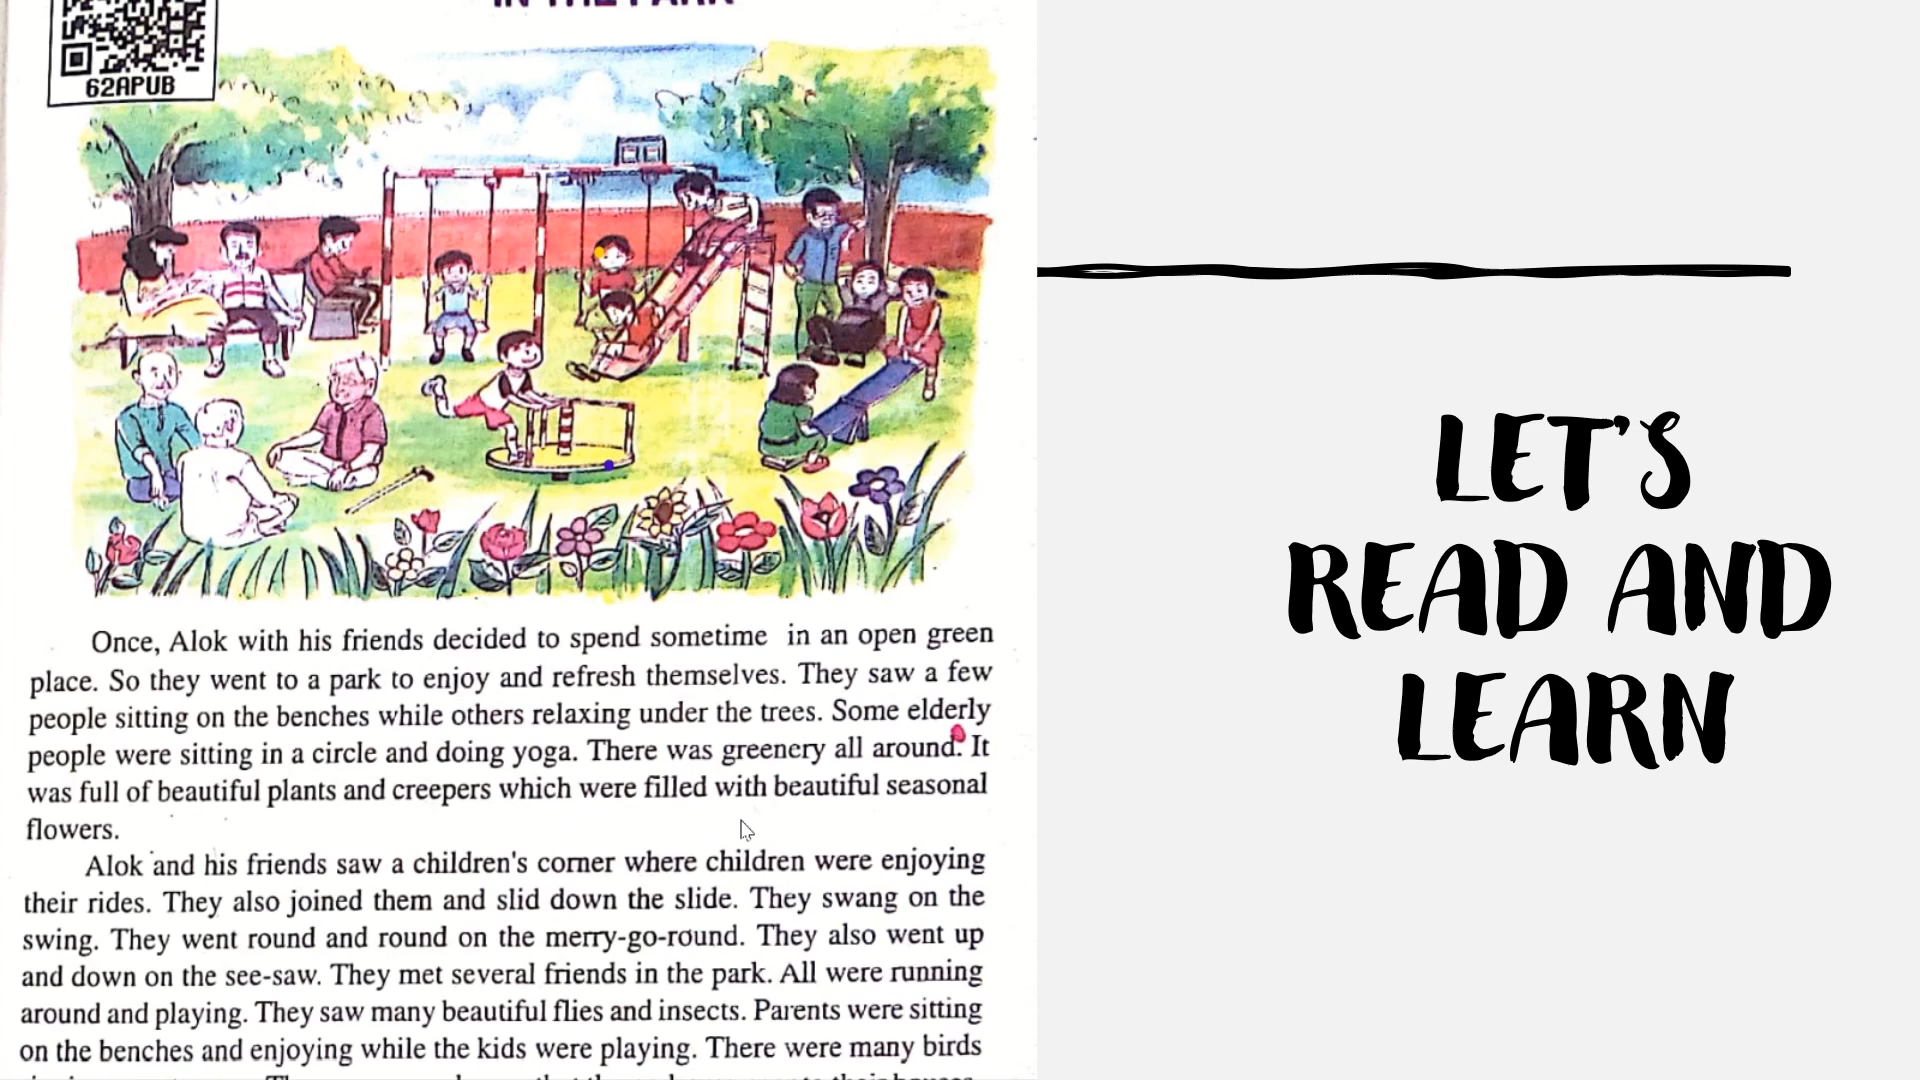 IN THE PARK
62APUB
Once, Alok with his friends decided to spend sometime in an open green
place. So they went to a park to enjoy and refresh themselves. They saw a few
people sitting on the benches while others relaxing under the trees. Some elderly
people were sitting in a circle and doing yoga. There was greenery all around. It
was full of beautiful plants and creepers which were filled with beautiful seasonal
flowers.
Alok and his friends saw a children's corner where children were enjoying
their rides. They also joined them and slid down the slide. They swang on the
swing. They went round and round on the merry-go-round. They also went up
and down on the see-saw. They met several friends in the park. All were running
around and playing. They saw many beautiful flies and insects. Parents were sitting
on the benches and enjoying while the kids were playing. There were many birds
LET'S
READ AND
LEARN